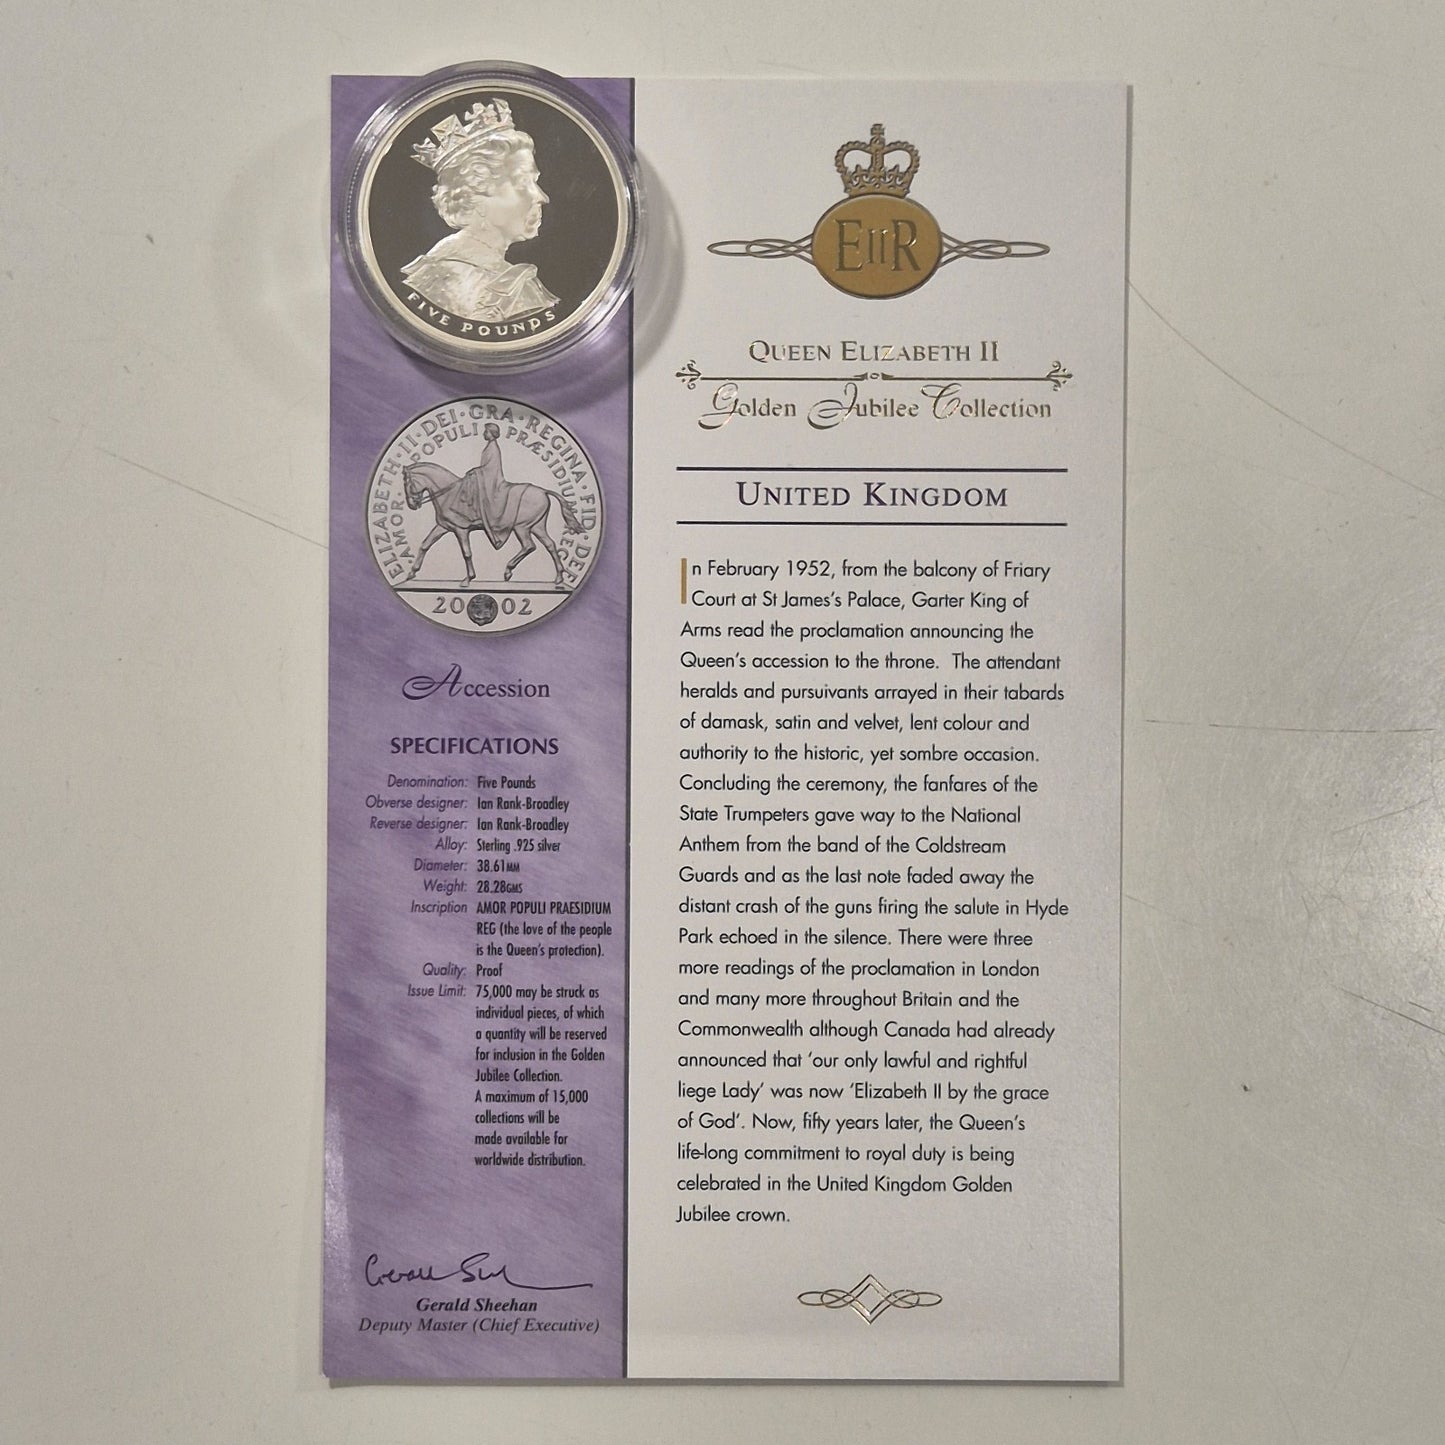 FIVE POUNDS
ELIZABETH·II·DEI·GRA·REGINA·FID·DEF
·AMOR·POPULI PRÆSIDIUM REG·
2002
Accession
SPECIFICATIONS
Denomination: Five Pounds
Obverse designer: Ian Rank-Broadley
Reverse designer: Ian Rank-Broadley
Alloy: Sterling .925 silver
Diameter: 38.61MM
Weight: 28.28GMS
Inscription AMOR POPULI PRAESIDIUM
REG (the love of the people
is the Queen's protection).
Quality: Proof
Issue Limit: 75,000 may be struck as
individual pieces, of which
a quantity will be reserved
for inclusion in the Golden
Jubilee Collection.
A maximum of 15,000
collections will be
made available for
worldwide distribution.
Gerald Sheehan
Deputy Master (Chief Executive)
EIIR
QUEEN ELIZABETH II
Golden Jubilee Collection
UNITED KINGDOM
In February 1952, from the balcony of Friary
Court at St James's Palace, Garter King of
Arms read the proclamation announcing the
Queen's accession to the throne. The attendant
heralds and pursuivants arrayed in their tabards
of damask, satin and velvet, lent colour and
authority to the historic, yet sombre occasion.
Concluding the ceremony, the fanfares of the
State Trumpeters gave way to the National
Anthem from the band of the Coldstream
Guards and as the last note faded away the
distant crash of the guns firing the salute in Hyde
Park echoed in the silence. There were three
more readings of the proclamation in London
and many more throughout Britain and the
Commonwealth although Canada had already
announced that 'our only lawful and rightful
liege Lady' was now 'Elizabeth II by the grace
of God'. Now, fifty years later, the Queen's
life-long commitment to royal duty is being
celebrated in the United Kingdom Golden
Jubilee crown.